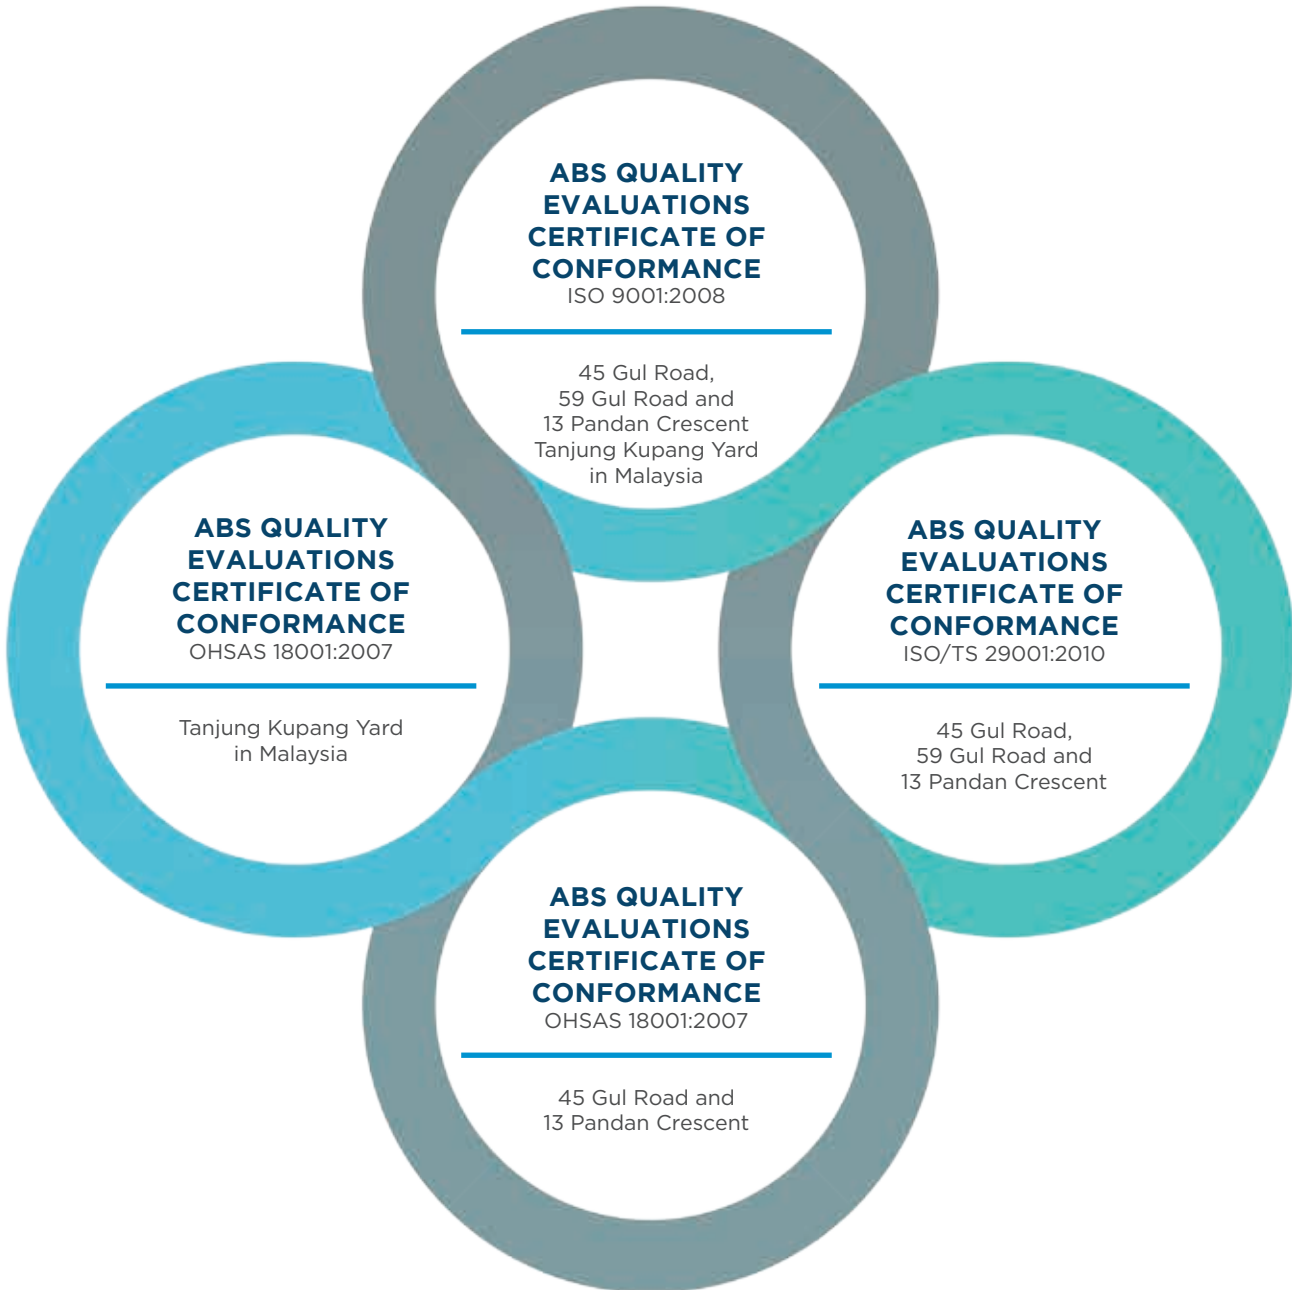 ABS QUALITY
EVALUATIONS
CERTIFICATE OF
CONFORMANCE
ISO 9001:2008
45 Gul Road,
59 Gul Road and
13 Pandan Crescent
Tanjung Kupang Yard
in Malaysia
ABS QUALITY
EVALUATIONS
CERTIFICATE OF
CONFORMANCE
OHSAS 18001:2007
Tanjung Kupang Yard
in Malaysia
ABS QUALITY
EVALUATIONS
CERTIFICATE OF
CONFORMANCE
ISO/TS 29001:2010
45 Gul Road,
59 Gul Road and
13 Pandan Crescent
ABS QUALITY
EVALUATIONS
CERTIFICATE OF
CONFORMANCE
OHSAS 18001:2007
45 Gul Road and
13 Pandan Crescent